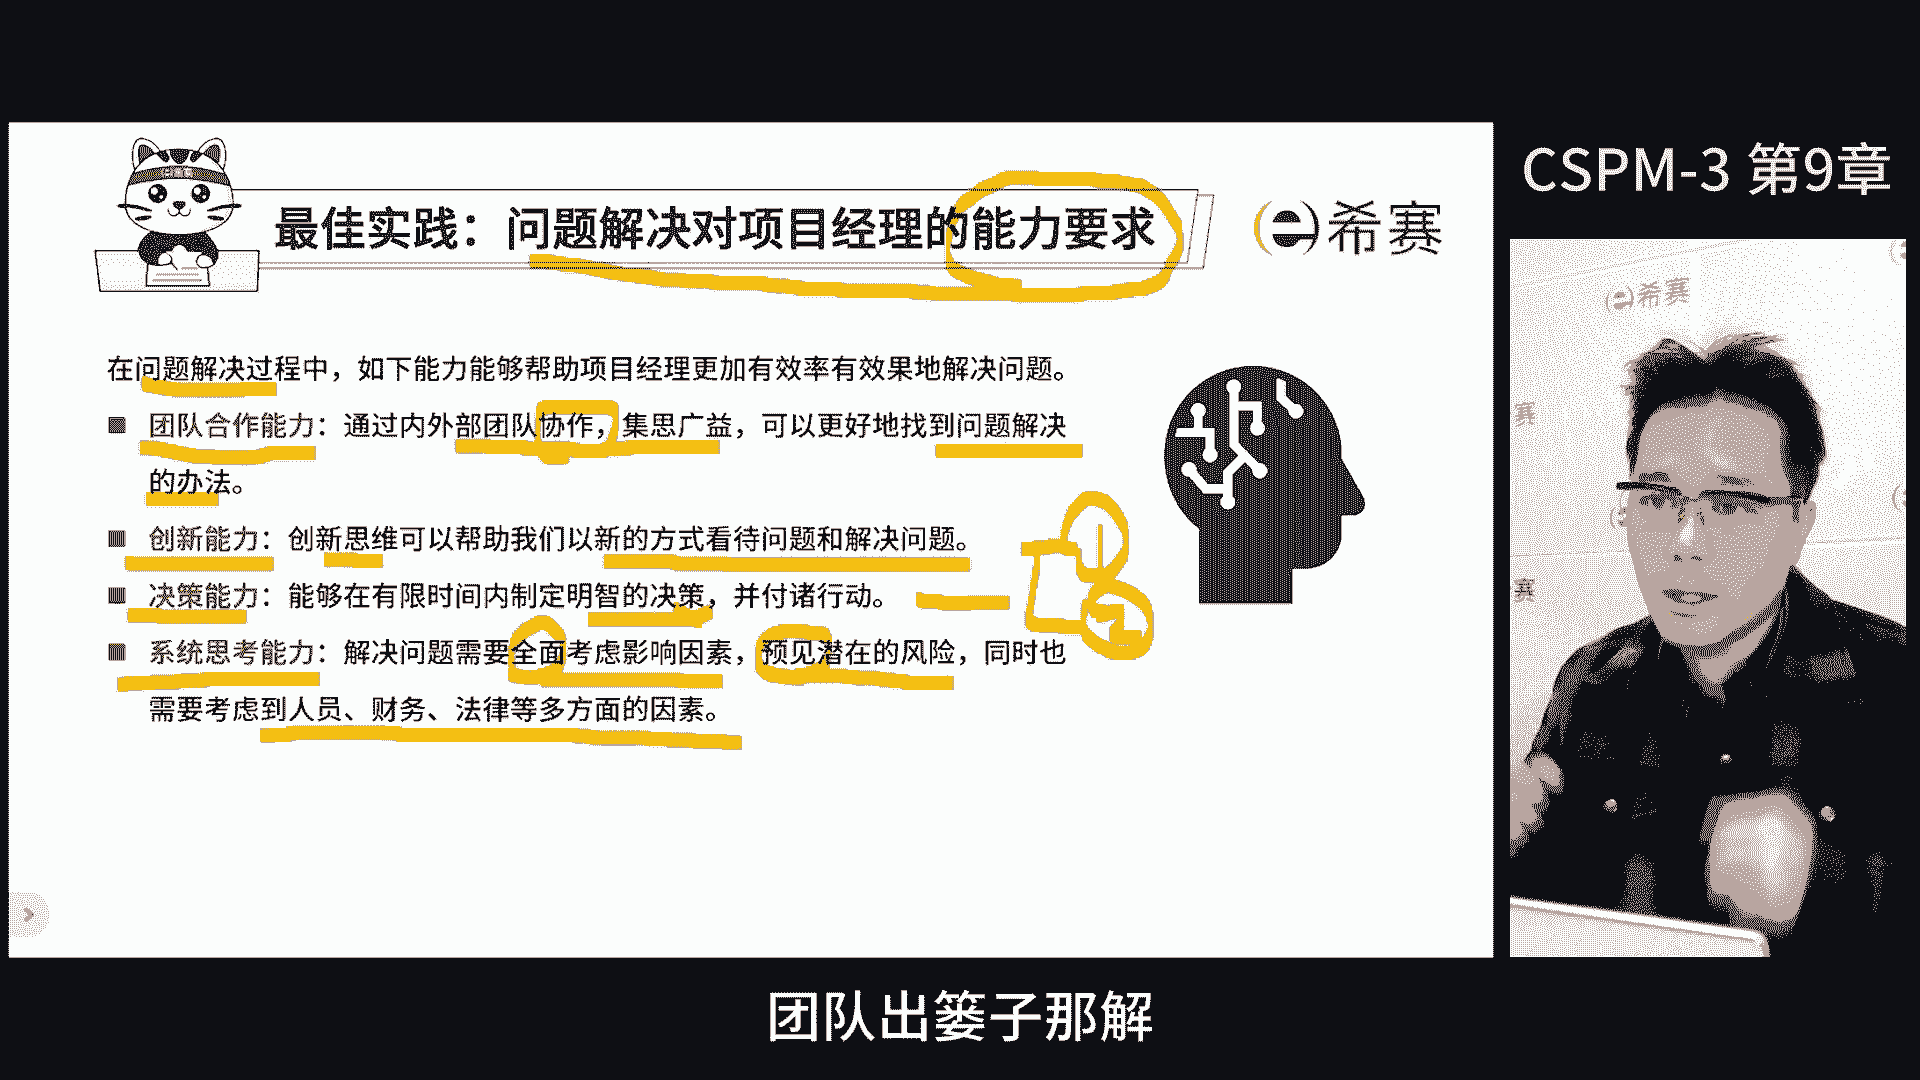 CSPM-3 第9章
最佳实践：问题解决对项目经理的能力要求
希赛
希赛
在问题解决过程中，如下能力能够帮助项目经理更加有效率有效果地解决问题。
团队合作能力：通过内外部团队协作，集思广益，可以更好地找到问题解决
的办法。
创新能力：创新思维可以帮助我们以新的方式看待问题和解决问题。
决策能力：能够在有限时间内制定明智的决策，并付诸行动。
系统思考能力：解决问题需要全面考虑影响因素，预见潜在的风险，同时也
需要考虑到人员、财务、法律等多方面的因素。
1
2
赛
赛
团队出篓子那解